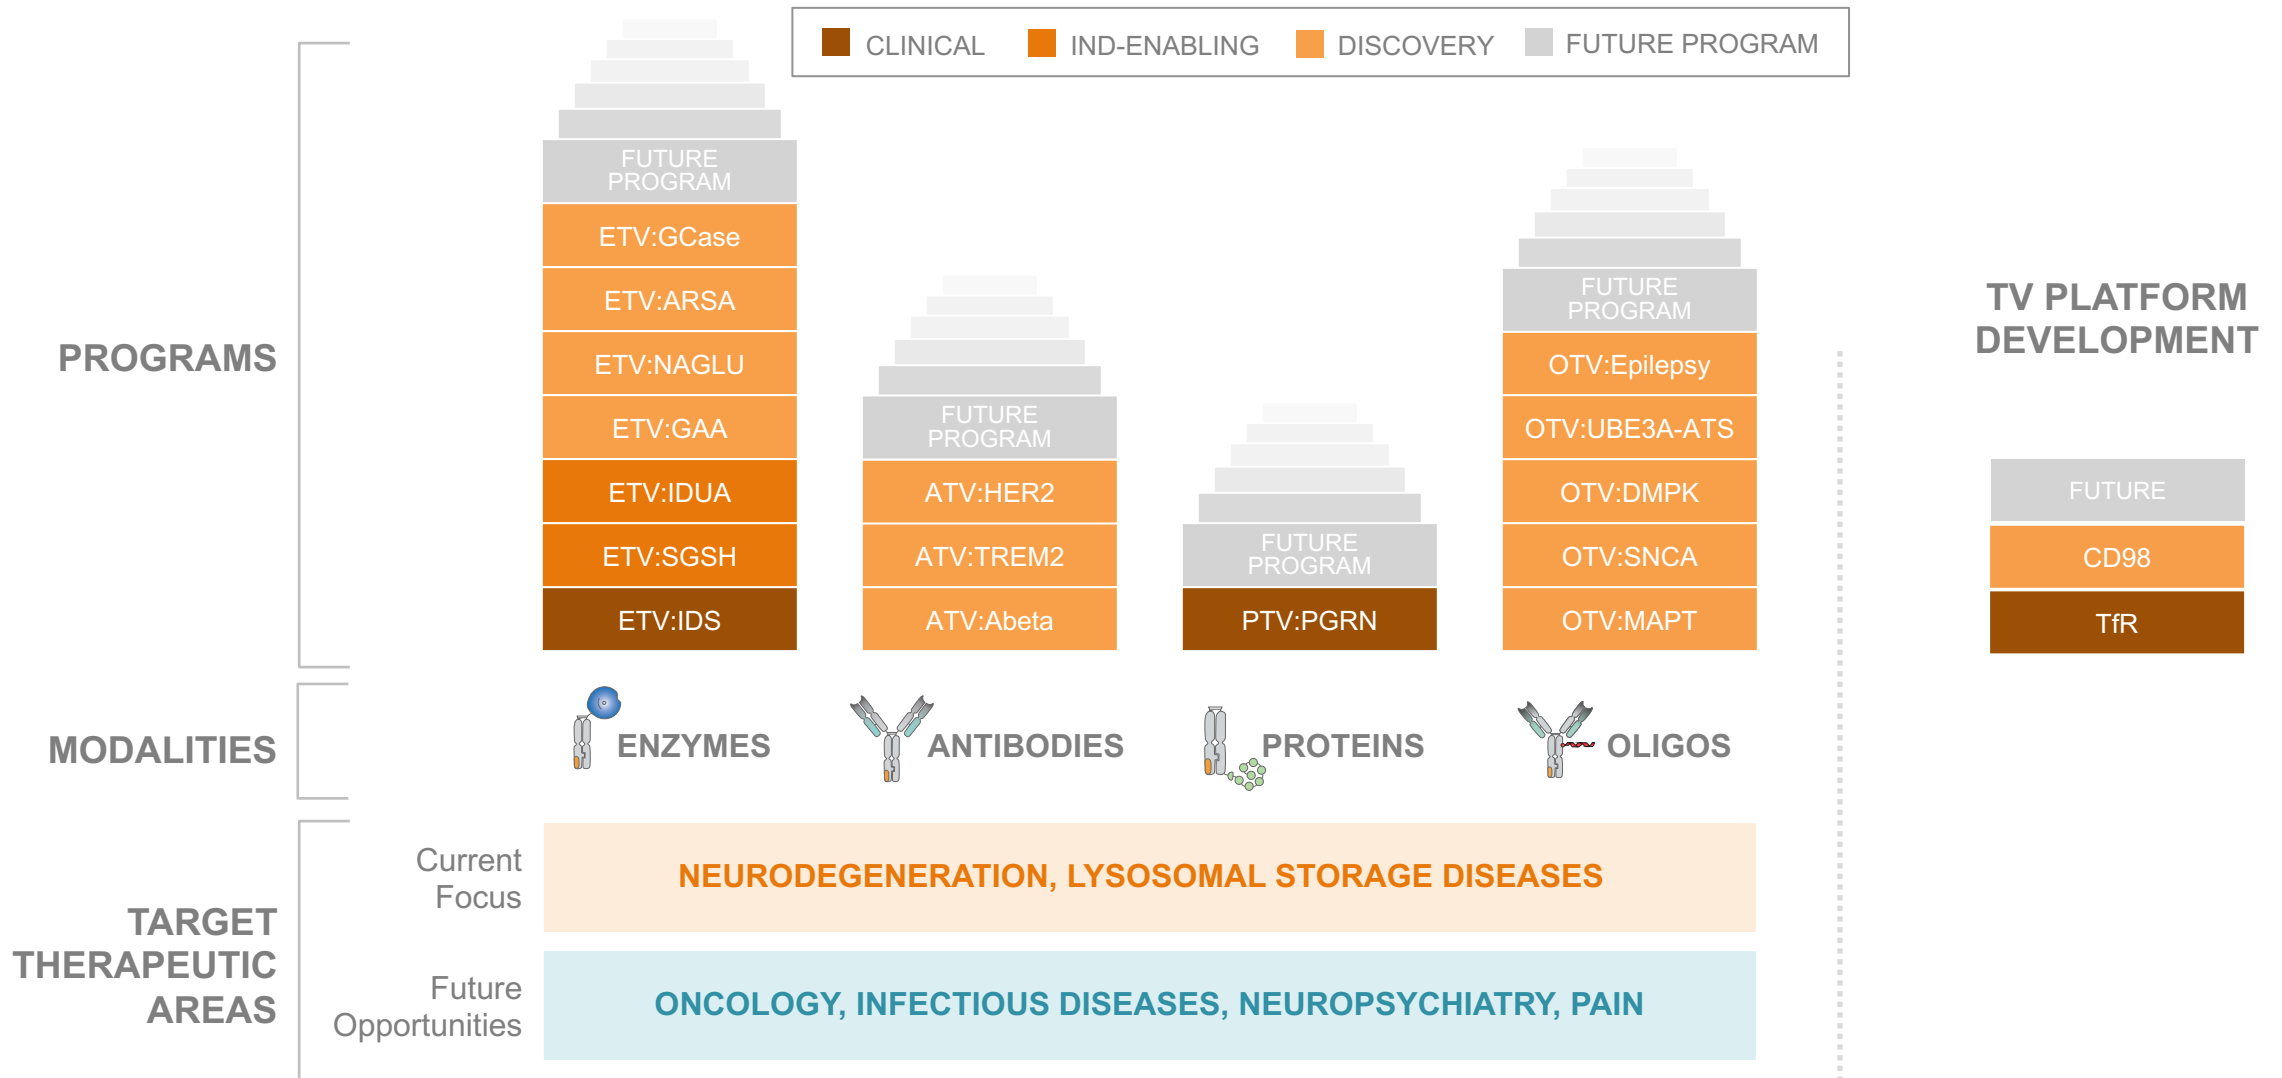 CLINICAL
IND-ENABLING
DISCOVERY
FUTURE PROGRAM
PROGRAMS
FUTURE
PROGRAM
ETV:GCase
ETV:ARSA
ETV:NAGLU
ETV:GAA
ETV:IDUA
ETV:SGSH
ETV:IDS
FUTURE
PROGRAM
ATV:HER2
ATV:TREM2
ATV:Abeta
FUTURE
PROGRAM
PTV:PGRN
FUTURE
PROGRAM
OTV:Epilepsy
OTV:UBE3A-ATS
OTV:DMPK
OTV:SNCA
OTV:MAPT
TV PLATFORM
DEVELOPMENT
FUTURE
CD98
TfR
MODALITIES
ENZYMES
ANTIBODIES
PROTEINS
OLIGOS
TARGET
THERAPEUTIC
AREAS
Current
Focus
NEURODEGENERATION, LYSOSOMAL STORAGE DISEASES
Future
Opportunities
ONCOLOGY, INFECTIOUS DISEASES, NEUROPSYCHIATRY, PAIN